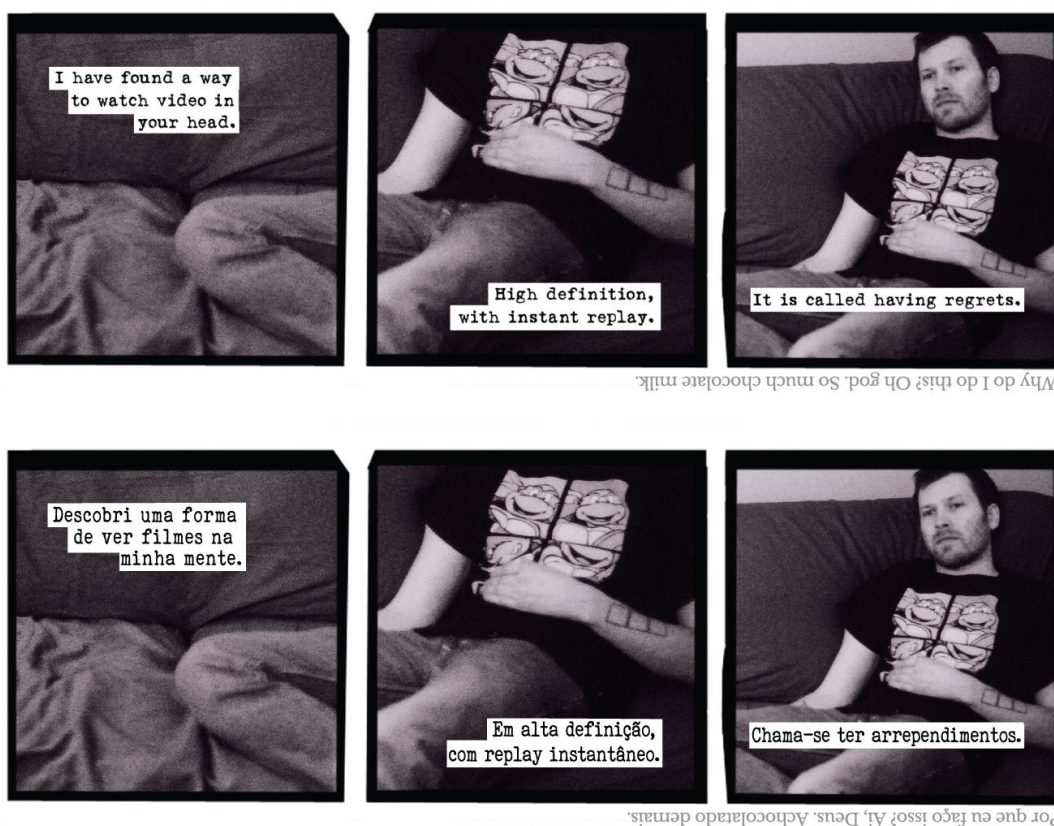 I have found a way
to watch video in
your head.
High definition,
with instant replay.
It is called having regrets.
Why do I do this? Oh god. So much chocolate milk.
Descobri uma forma
de ver filmes na
minha mente.
Em alta definição,
com replay instantâneo.
Chama-se ter arrependimentos.
Por que eu faço isso? Ai, Deus. Achocolatado demais.